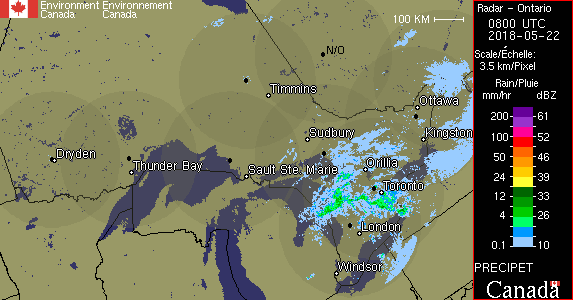 Environment Environnement
Canada Canada
100 KM
N/O
Timmins
Ottawa
Sudbury
Kingston
Dryden
Thunder Bay
Sault Ste. Marie
Orillia
Toronto
London
Windsor
Radar - Ontario
0800 UTC
2018-05-22
Scale/Échelle:
3.5 km/Pixel
Rain/Pluie
mm/hr dBZ
200 61
100 52
50 46
24 39
12 33
4 26
0.1 10
PRECIPET
Canada